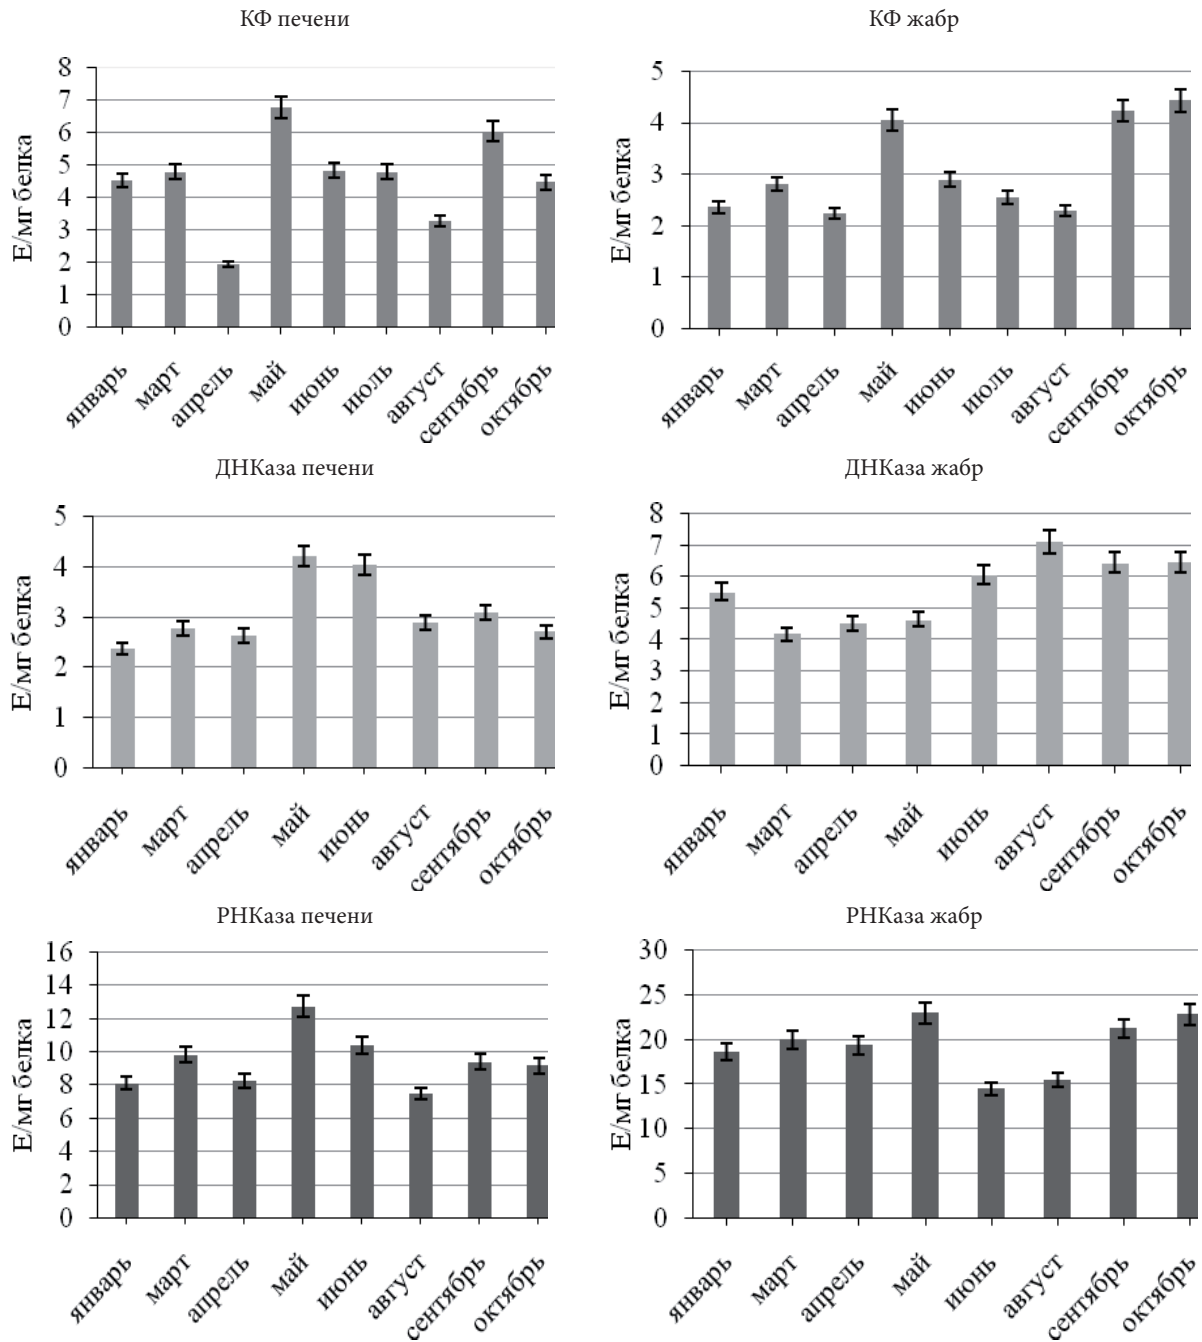 КФ печени
8
7
6
5
4
3
2
1
0
Е/мг белка
январь
март
апрель
май
июнь
июль
август
сентябрь
октябрь
КФ жабр
5
4
3
2
1
0
Е/мг белка
январь
март
апрель
май
июнь
июль
август
сентябрь
октябрь
ДНКаза печени
5
4
3
2
1
0
Е/мг белка
январь
март
апрель
май
июнь
август
сентябрь
октябрь
ДНКаза жабр
8
7
6
5
4
3
2
1
0
Е/мг белка
январь
март
апрель
май
июнь
август
сентябрь
октябрь
РНКаза печени
16
14
12
10
8
6
4
2
0
Е/мг белка
январь
март
апрель
май
июнь
август
сентябрь
октябрь
РНКаза жабр
30
25
20
15
10
5
0
Е/мг белка
январь
март
апрель
май
июнь
август
сентябрь
октябрь